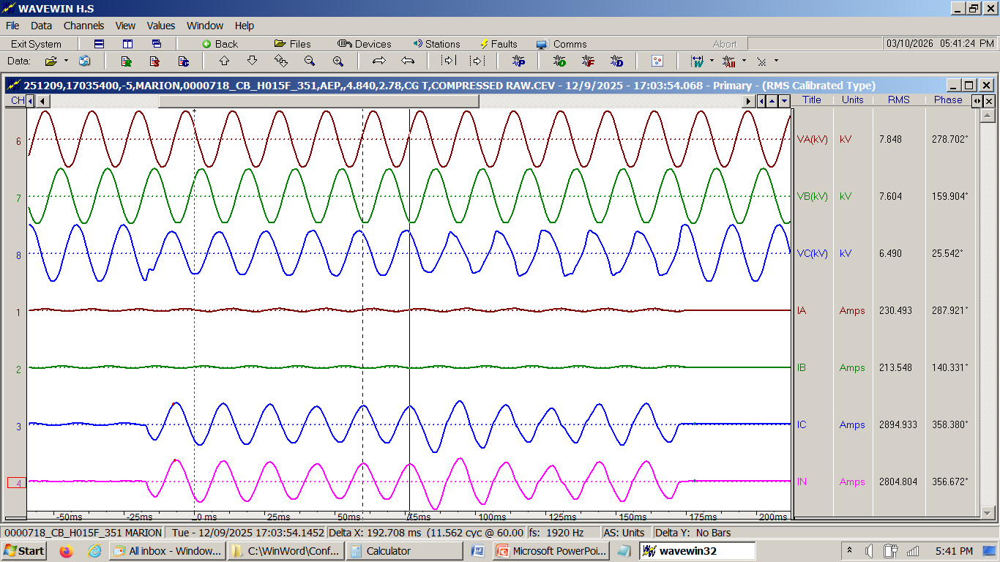 WAVEWIN H.S
File Data Channels View Values Window Help
Exit System Back Files Devices Stations Faults Comms Abort 03/10/2026 05:41:24 PM
Data:
251209,17035400,-5,MARION,0000718_CB_H015F_351,AEP,,4.840,2.78,CG T,COMPRESSED RAW.CEV - 12/9/2025 - 17:03:54.068 - Primary - (RMS Calibrated Type)
CH Title Units RMS Phase
6 VA(kV) kV 7.848 278.702°
7 VB(kV) kV 7.604 159.904°
8 VC(kV) kV 6.490 25.542°
1 IA Amps 230.493 287.921°
2 IB Amps 213.548 140.331°
3 IC Amps 2894.933 358.380°
4 IN Amps 2804.804 356.672°
-50ms -25ms 0 ms 25ms 50ms 75ms 100ms 125ms 150ms 175ms 200ms
0000718_CB_H015F_351 MARION Tue - 12/09/2025 17:03:54.1452 Delta X: 192.708 ms (11.562 cyc @ 60.00 fs: 1920 Hz AS: Units Delta Y: No Bars
Start All inbox - Window... C:\WinWord\Conf... Calculator Microsoft PowerPoi... wavewin32 5:41 PM